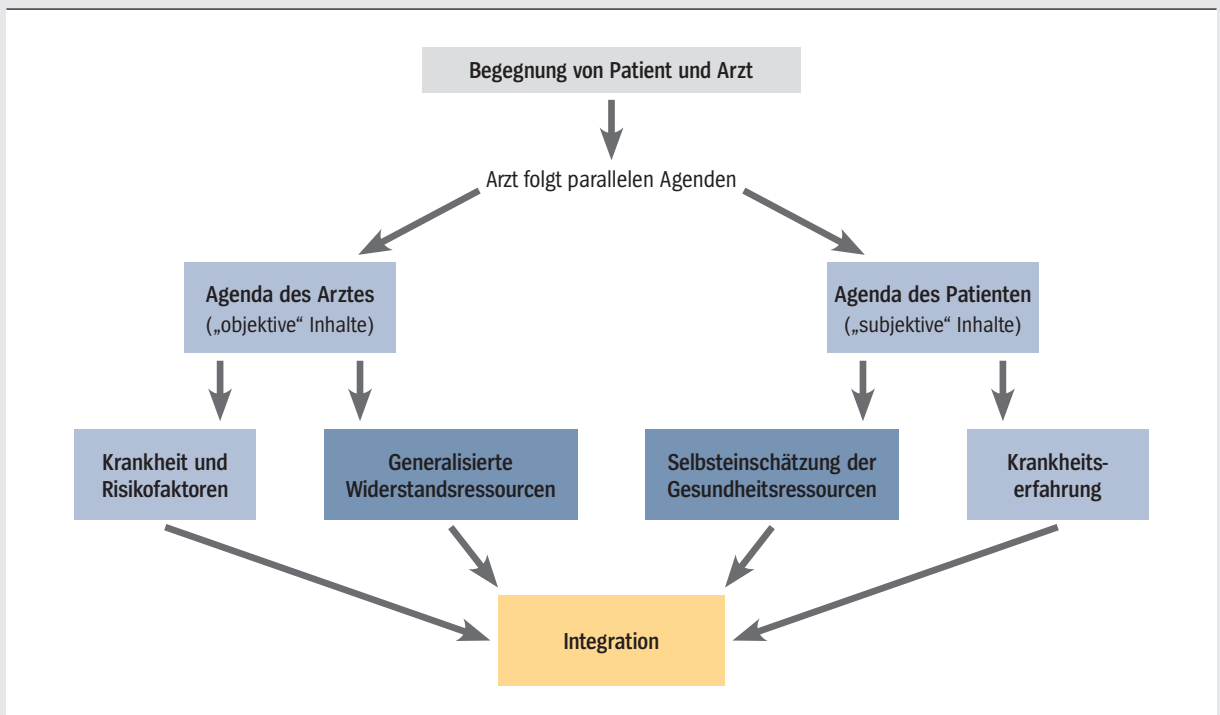 Begegnung von Patient und Arzt
Arzt folgt parallelen Agenden
Agenda des Arztes
(„objektive“ Inhalte)
Agenda des Patienten
(„subjektive“ Inhalte)
Krankheit und
Risikofaktoren
Generalisierte
Widerstandsressourcen
Selbsteinschätzung der
Gesundheitsressourcen
Krankheits-
erfahrung
Integration